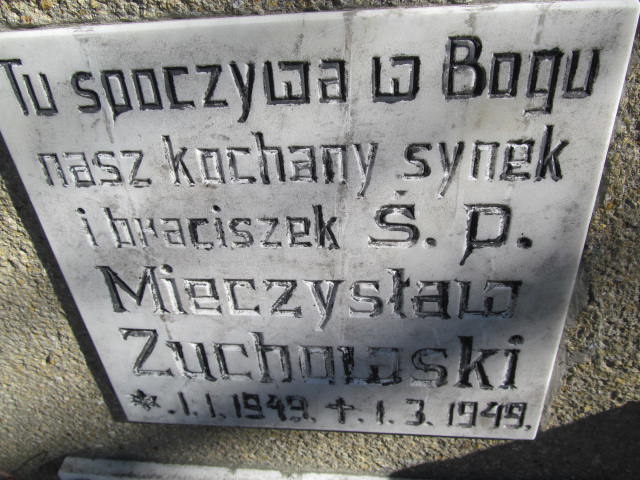 Tu spoczywa w Bogu
nasz kochany synek
i braciszek Ś. p.
Mieczysław
Zuchowski
*. 1. 1. 1949. +. 1. 3. 1949.